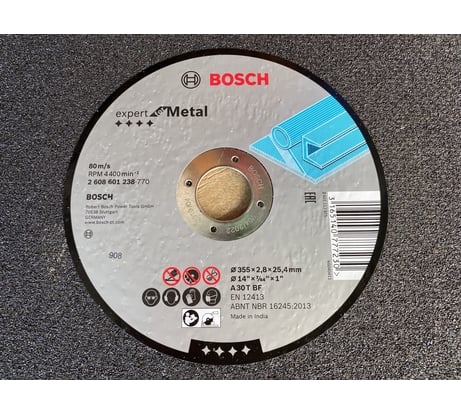 BOSCH
expert for Metal
80 m/s
RPM 4400 min⁻¹
2 608 601 238-770
BOSCH
Robert Bosch Power Tools GmbH
70538 Stuttgart
GERMANY
www.bosch-pt.com
908
BOSCH
EAC
Ø 355 × 2,8 × 25,4 mm
Ø 14" × 7/64" × 1"
A 30 T BF
EN 12413
ABNT NBR 16245:2013
Made in India